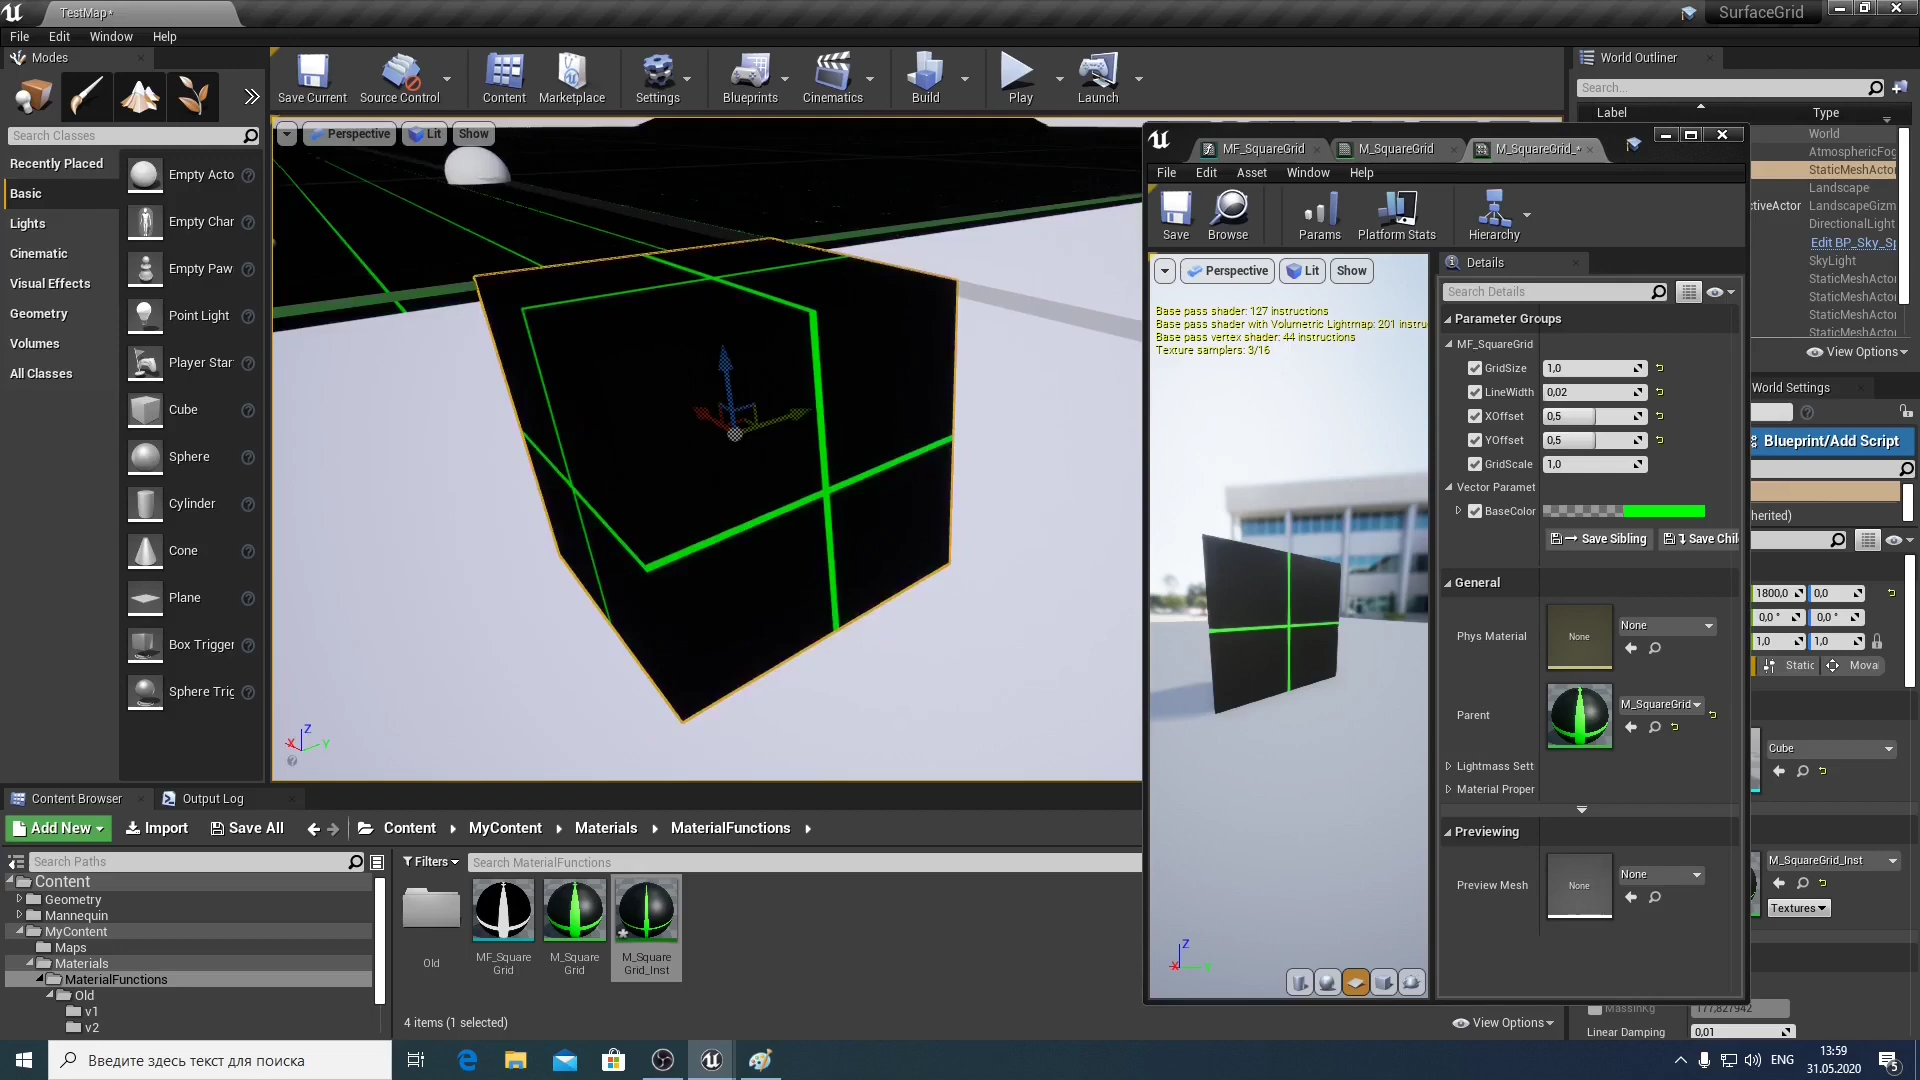 TestMap*
SurfaceGrid
File Edit Window Help
Modes
Search Classes
Recently Placed
Basic
Lights
Cinematic
Visual Effects
Geometry
Volumes
All Classes
Empty Acto
Empty Char
Empty Paw
Point Light
Player Star
Cube
Sphere
Cylinder
Cone
Plane
Box Trigger
Sphere Tric
Save Current
Source Control
Content
Marketplace
Settings
Blueprints
Cinematics
Build
Play
Launch
Perspective
Lit
Show
Z
X
Y
World Outliner
Search...
Label
Type
World
AtmosphericFog
StaticMeshActor
Landscape
ctiveActor LandscapeGizm
DirectionalLight
Edit BP_Sky_Sp
SkyLight
StaticMeshActor
StaticMeshActor
StaticMeshActor
StaticMeshActor
View Options
World Settings
Blueprint/Add Script
herited)
1800,0 0,0
0,0 ° 0,0 °
1,0 1,0
Static Moval
Cube
M_SquareGrid_Inst
Textures
MassInKg 177,827942
Linear Damping 0,01
MF_SquareGrid
M_SquareGrid
M_SquareGrid_*
File Edit Asset Window Help
Save
Browse
Params
Platform Stats
Hierarchy
Perspective
Lit
Show
Base pass shader: 127 instructions
Base pass shader with Volumetric Lightmap: 201 instru
Base pass vertex shader: 44 instructions
Texture samplers: 3/16
Z
X
Y
Details
Search Details
Parameter Groups
MF_SquareGrid
GridSize 1,0
LineWidth 0,02
XOffset 0,5
YOffset 0,5
GridScale 1,0
Vector Paramet
BaseColor
Save Sibling Save Chil
General
Phys Material None None
Parent M_SquareGrid
Lightmass Sett
Material Proper
Previewing
Preview Mesh None None
Content Browser
Output Log
Add New Import Save All
Content MyContent Materials MaterialFunctions
Search Paths
Filters
Search MaterialFunctions
Content
Geometry
Mannequin
MyContent
Maps
Materials
MaterialFunctions
Old
v1
v2
Old
MF_Square
Grid
M_Square
Grid
M_Square
Grid_Inst
4 items (1 selected)
View Options
Введите здесь текст для поиска
ENG
13:59
31.05.2020
5